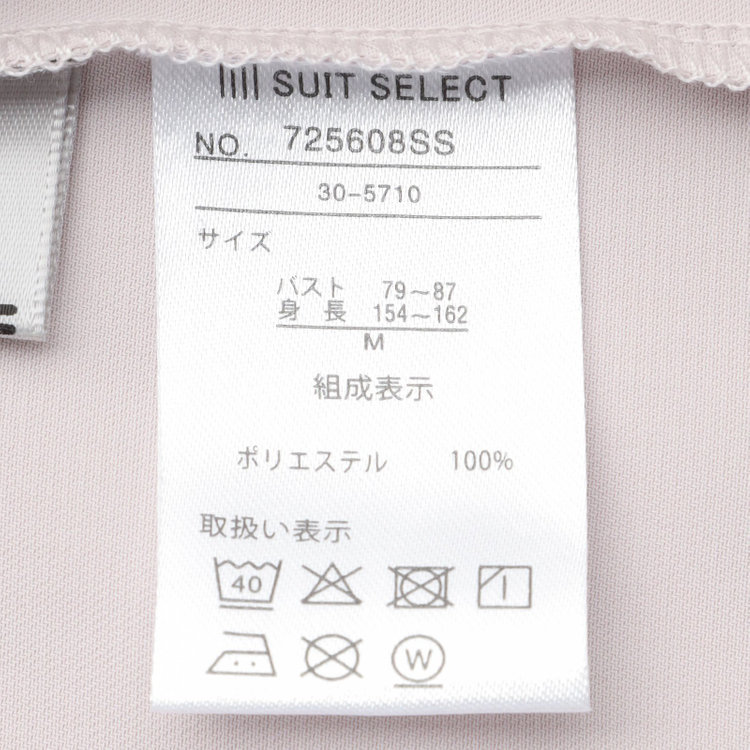 SUIT SELECT
NO. 725608SS
30-5710
サイズ
バスト 79～87
身長 154～162
M
組成表示
ポリエステル 100%
取扱い表示
40
W